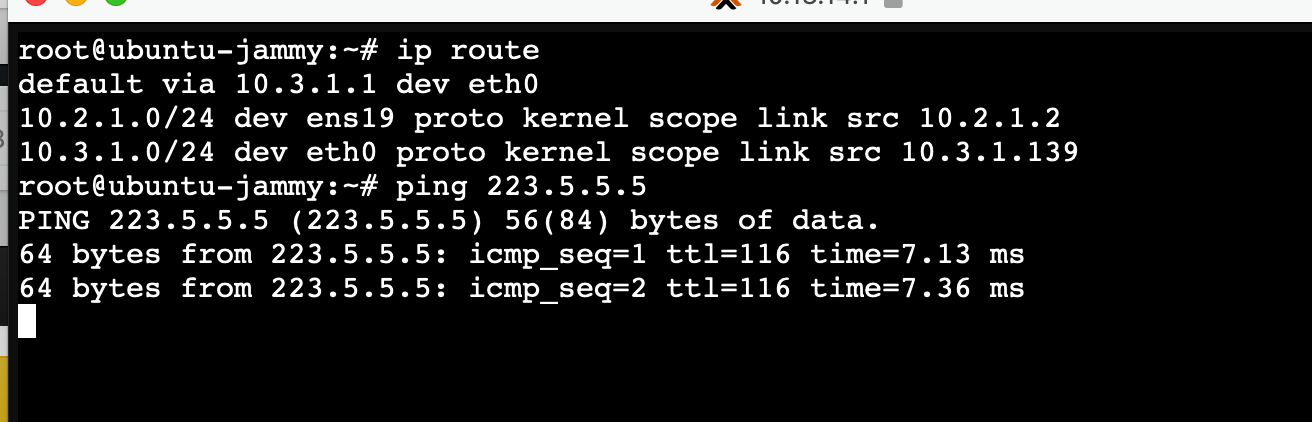 root@ubuntu-jammy:~# ip route
default via 10.3.1.1 dev eth0
10.2.1.0/24 dev ens19 proto kernel scope link src 10.2.1.2
10.3.1.0/24 dev eth0 proto kernel scope link src 10.3.1.139
root@ubuntu-jammy:~# ping 223.5.5.5
PING 223.5.5.5 (223.5.5.5) 56(84) bytes of data.
64 bytes from 223.5.5.5: icmp_seq=1 ttl=116 time=7.13 ms
64 bytes from 223.5.5.5: icmp_seq=2 ttl=116 time=7.36 ms